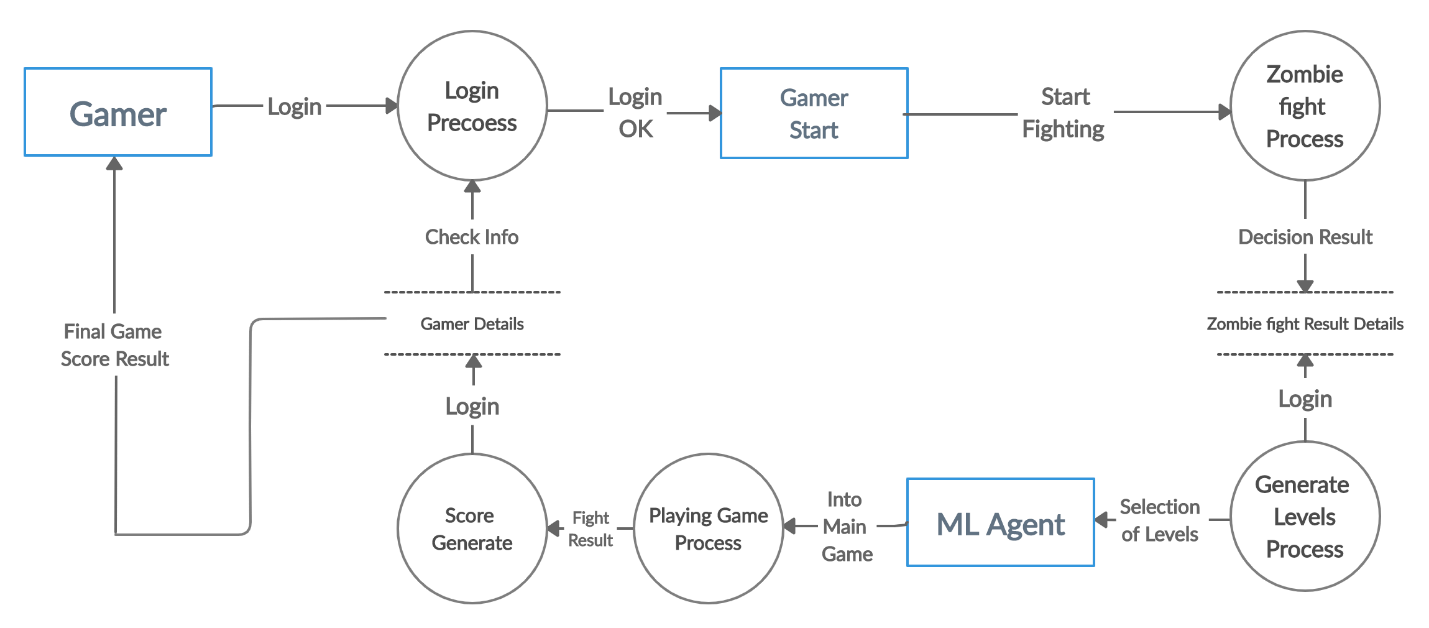 Gamer
Login
Login
Precoess
Login
OK
Gamer
Start
Start
Fighting
Zombie
fight
Process
Check Info
Decision Result
Final Game
Score Result
Gamer Details
Zombie fight Result Details
Login
Login
Score
Generate
Fight
Result
Playing Game
Process
Into
Main
Game
ML Agent
Selection
of Levels
Generate
Levels
Process